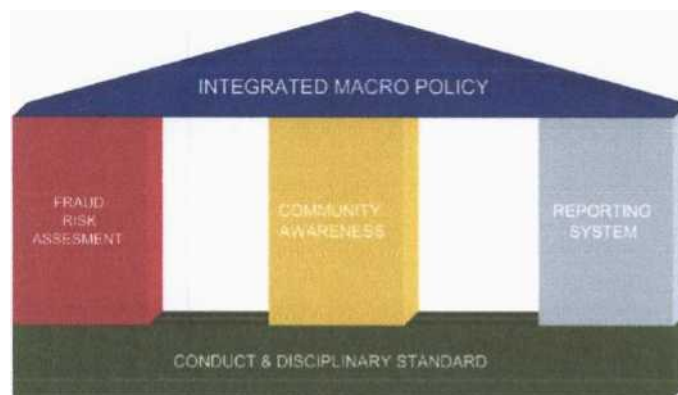 INTEGRATED MACRO POLICY
FRAUD
RISK
ASSESMENT
COMMUNITY
AWARENESS
REPORTING
SYSTEM
CONDUCT & DISCIPLINARY STANDARD